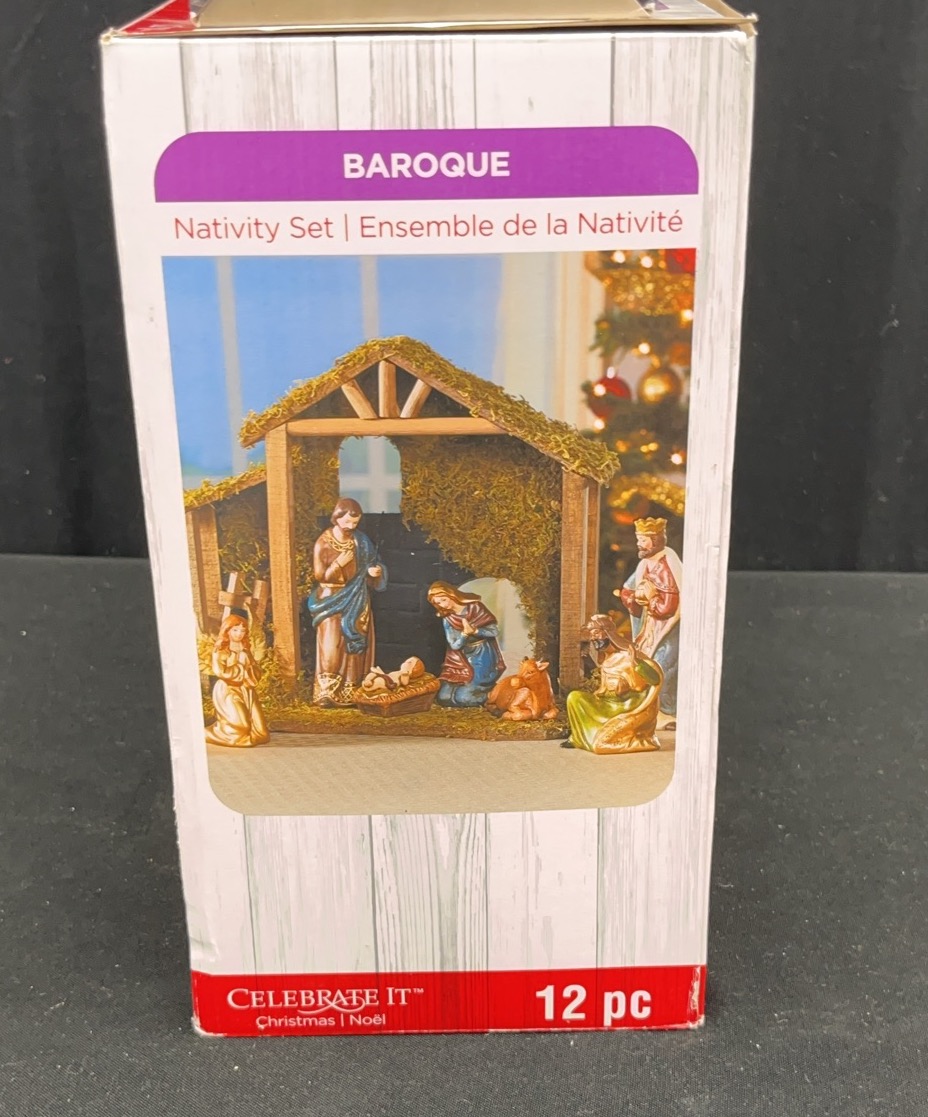 BAROQUE
Nativity Set | Ensemble de la Nativité
CELEBRATE IT™
Christmas | Noël
12 pc